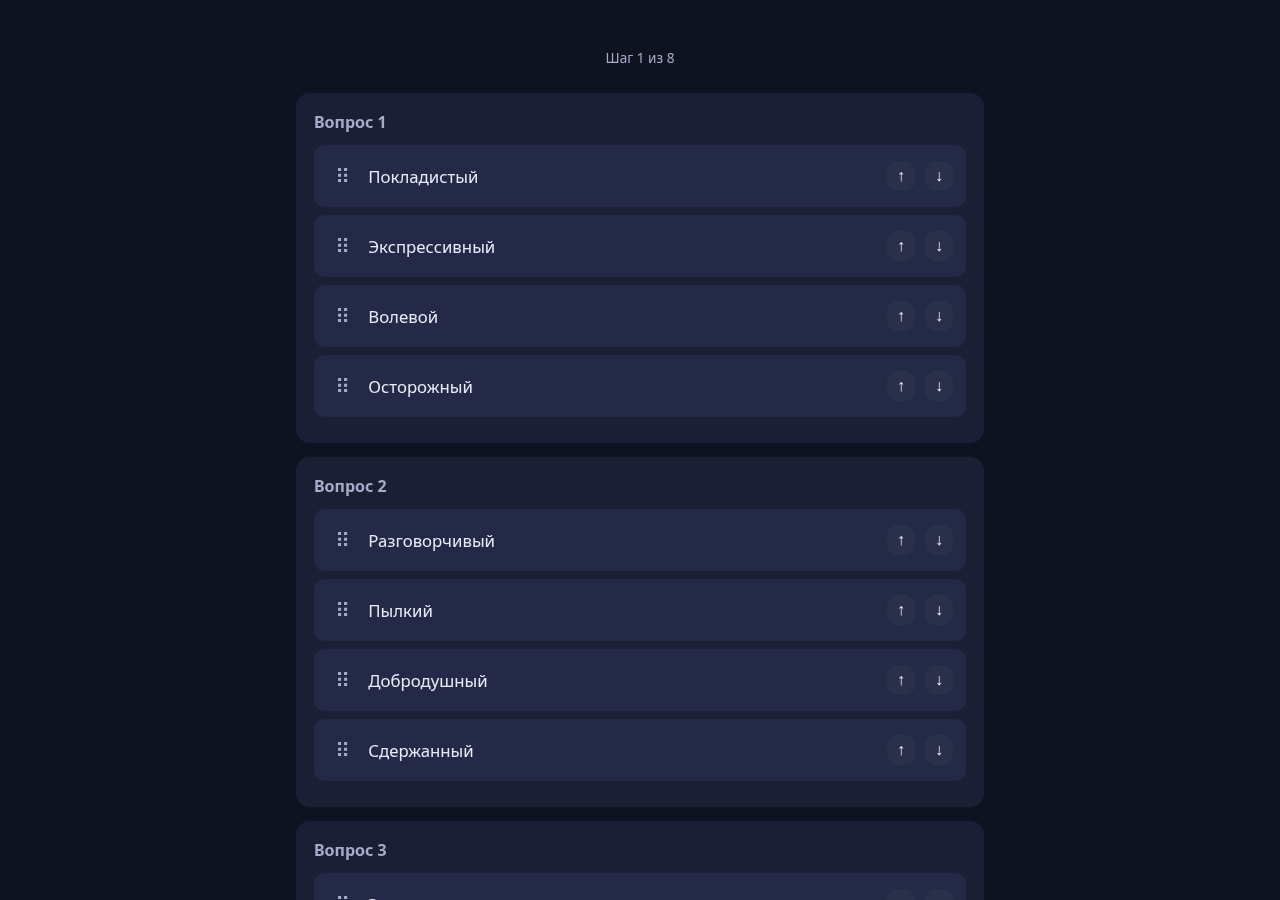 Шаг 1 из 8
Вопрос 1
Покладистый ↑ ↓
Экспрессивный ↑ ↓
Волевой ↑ ↓
Осторожный ↑ ↓
Вопрос 2
Разговорчивый ↑ ↓
Пылкий ↑ ↓
Добродушный ↑ ↓
Сдержанный ↑ ↓
Вопрос 3